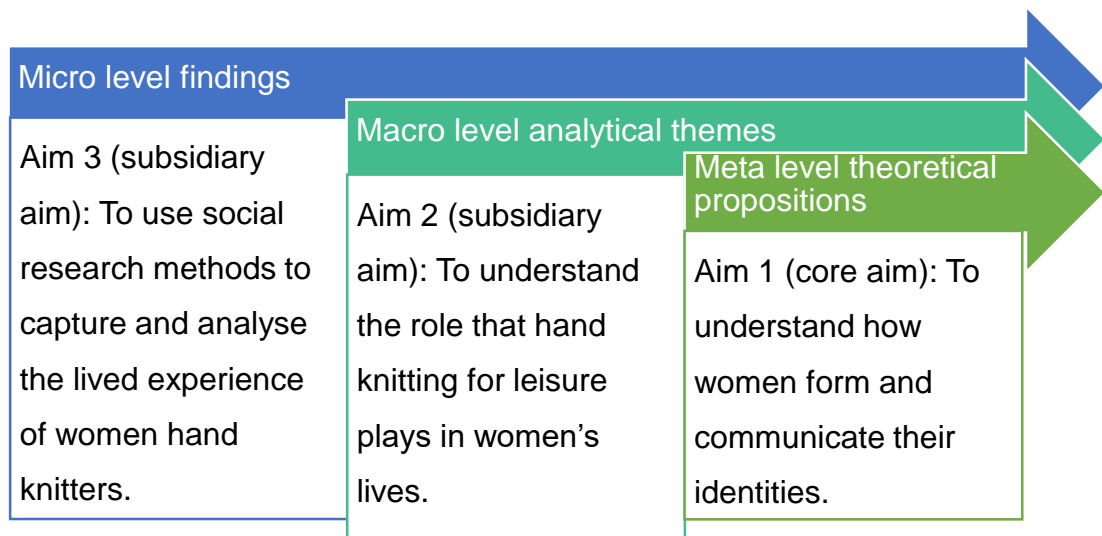 Micro level findings
Aim 3 (subsidiary
aim): To use social
research methods to
capture and analyse
the lived experience
of women hand
knitters.
Macro level analytical themes
Aim 2 (subsidiary
aim): To understand
the role that hand
knitting for leisure
plays in women’s
lives.
Meta level theoretical
propositions
Aim 1 (core aim): To
understand how
women form and
communicate their
identities.